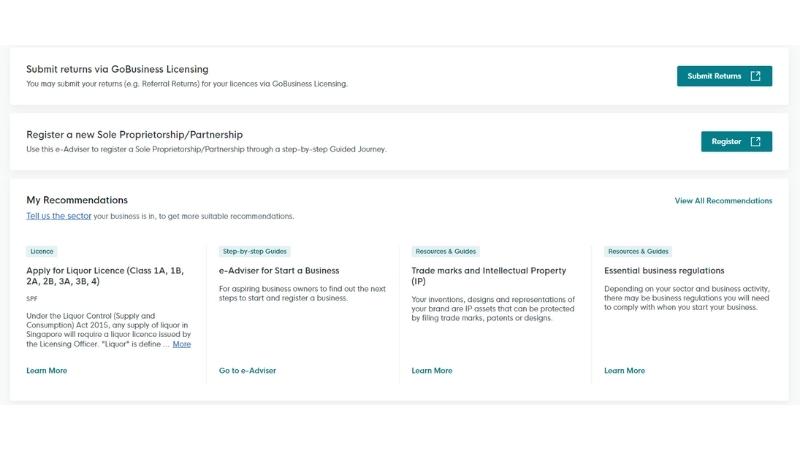 Submit returns via GoBusiness Licensing
You may submit your returns (e.g. Referral Returns) for your licences via GoBusiness Licensing.
Submit Returns
Register a new Sole Proprietorship/Partnership
Use this e-Adviser to register a Sole Proprietorship/Partnership through a step-by-step Guided Journey.
Register
My Recommendations
View All Recommendations
Tell us the sector your business is in, to get more suitable recommendations.
Licence
Apply for Liquor Licence (Class 1A, 1B,
2A, 2B, 3A, 3B, 4)
SPF
Under the Liquor Control (Supply and
Consumption) Act 2015, any supply of liquor in
Singapore will require a liquor licence issued by
the Licensing Officer. "Liquor" is define ... More
Learn More
Step-by-step Guides
e-Adviser for Start a Business
For aspiring business owners to find out the next
steps to start and register a business.
Go to e-Adviser
Resources & Guides
Trade marks and Intellectual Property
(IP)
Your inventions, designs and representations of
your brand are IP assets that can be protected
by filing trade marks, patents or designs.
Learn More
Resources & Guides
Essential business regulations
Depending on your sector and business activity,
there may be business regulations you will need
to comply with when you start your business.
Learn More